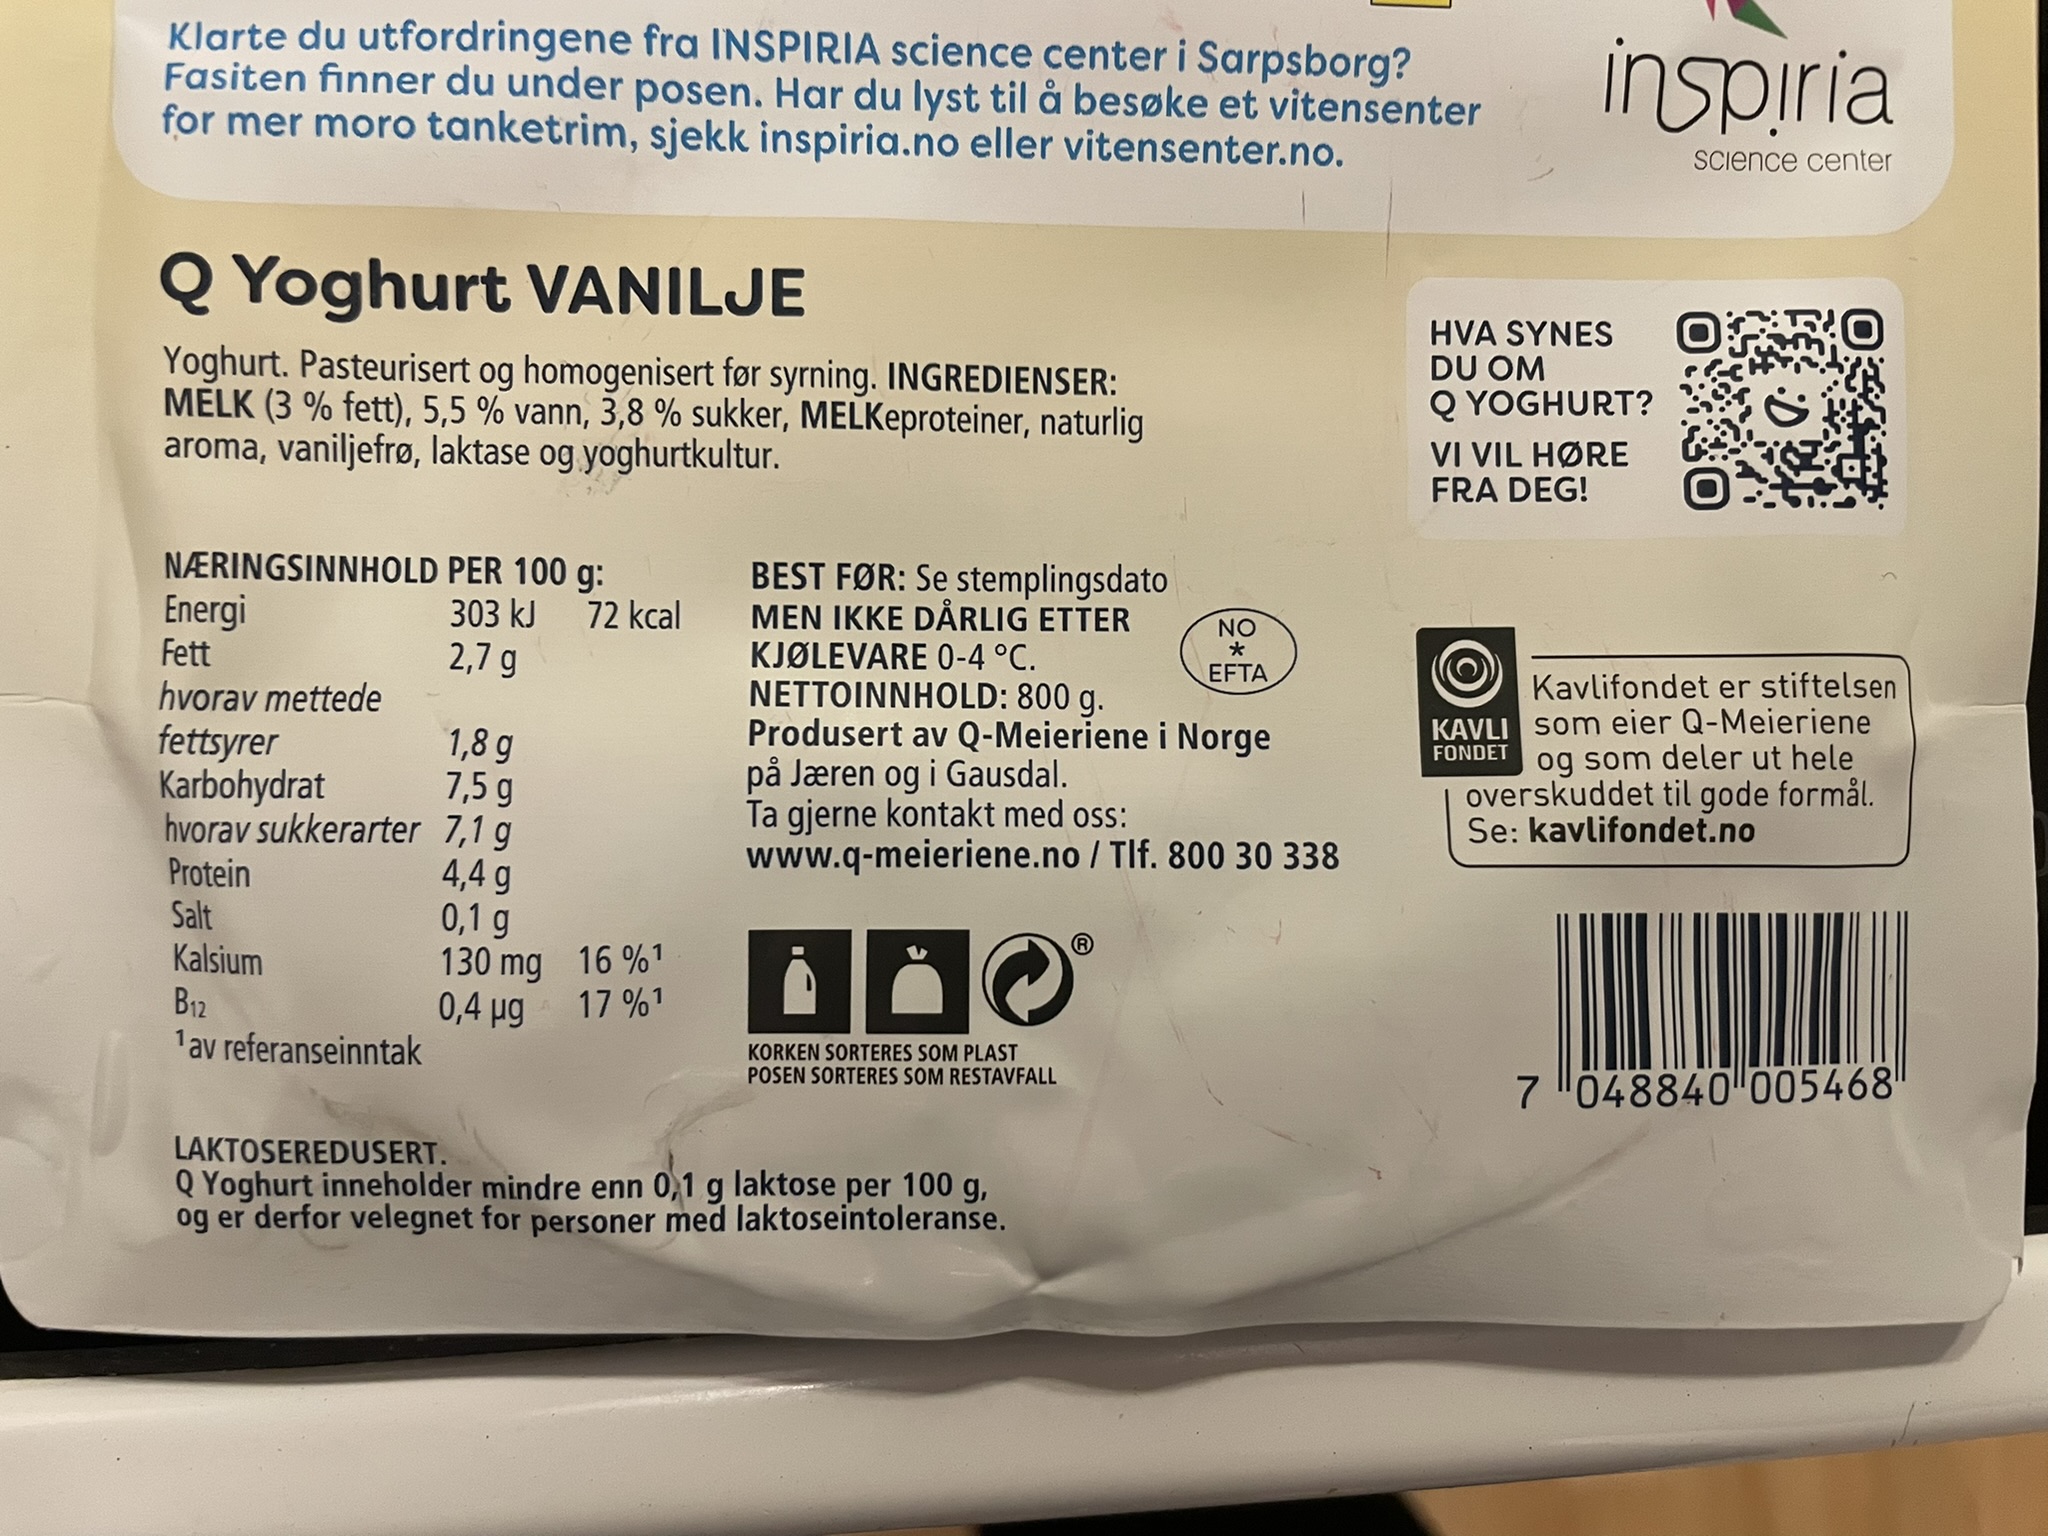 Klarte du utfordringene fra INSPIRIA science center i Sarpsborg?
Fasiten finner du under posen. Har du lyst til å besøke et vitensenter
for mer moro tanketrim, sjekk inspiria.no eller vitensenter.no.
inspiria
science center
Q Yoghurt VANILJE
Yoghurt. Pasteurisert og homogenisert før syrning. INGREDIENSER:
MELK (3 % fett), 5,5 % vann, 3,8 % sukker, MELKeproteiner, naturlig
aroma, vaniljefrø, laktase og yoghurtkultur.
HVA SYNES
DU OM
Q YOGHURT?
VI VIL HØRE
FRA DEG!
NÆRINGSINNHOLD PER 100 g:
Energi 303 kJ 72 kcal
Fett 2,7 g
hvorav mettede
fettsyrer 1,8 g
Karbohydrat 7,5 g
hvorav sukkerarter 7,1 g
Protein 4,4 g
Salt 0,1 g
Kalsium 130 mg 16 %¹
B₁₂ 0,4 µg 17 %¹
¹av referanseinntak
BEST FØR: Se stemplingsdato
MEN IKKE DÅRLIG ETTER
KJØLEVARE 0-4 °C.
NETTOINNHOLD: 800 g.
Produsert av Q-Meieriene i Norge
på Jæren og i Gausdal.
Ta gjerne kontakt med oss:
www.q-meieriene.no / Tlf. 800 30 338
NO
*
EFTA
®
KORKEN SORTERES SOM PLAST
POSEN SORTERES SOM RESTAVFALL
KAVLI
FONDET
Kavlifondet er stiftelsen
som eier Q-Meieriene
og som deler ut hele
overskuddet til gode formål.
Se: kavlifondet.no
7 048840 005468
LAKTOSEREDUSERT.
Q Yoghurt inneholder mindre enn 0,1 g laktose per 100 g,
og er derfor velegnet for personer med laktoseintoleranse.